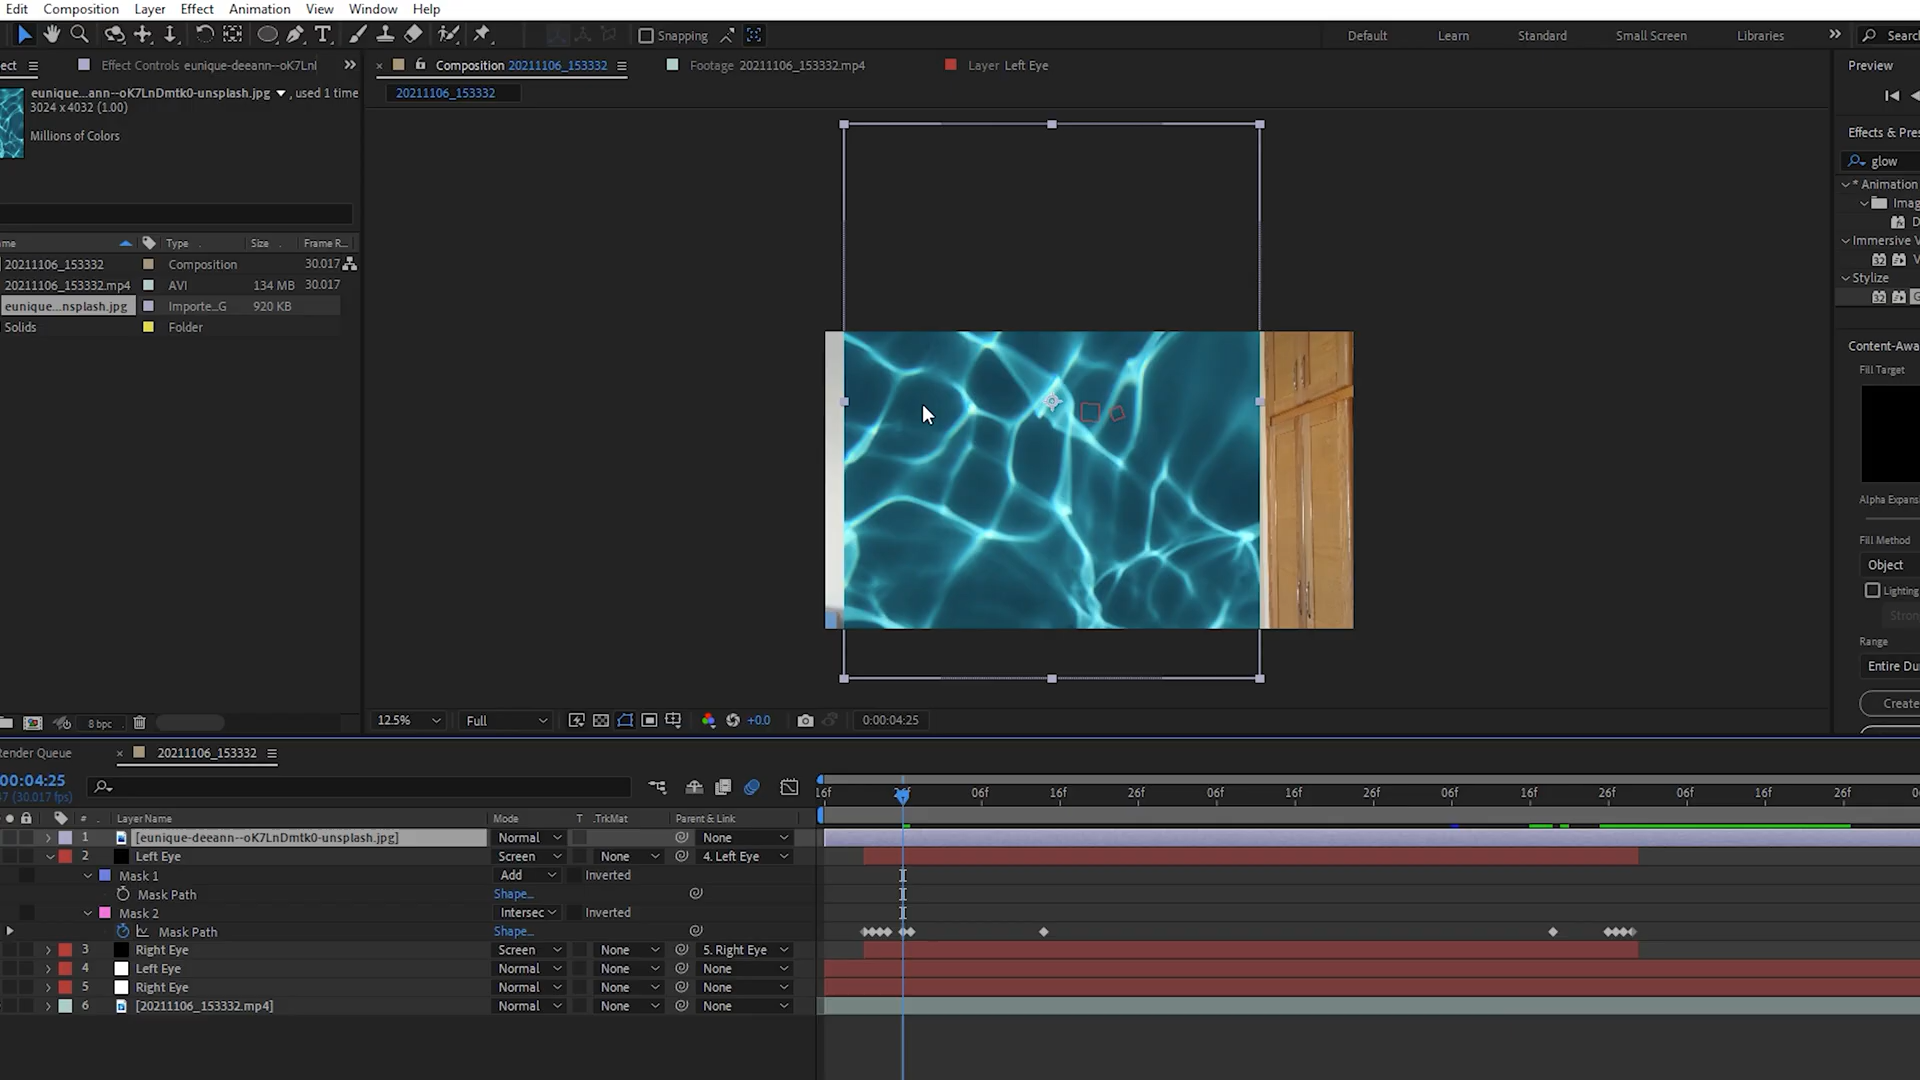 Edit Composition Layer Effect Animation View Window Help
Snapping Default Learn Standard Small Screen Libraries
Effect Controls eunique-deeann--oK7Lnl
Composition 20211106_153332 Footage 20211106_153332.mp4 Layer Left Eye
20211106_153332
eunique...ann--oK7LnDmtk0-unsplash.jpg , used 1 time
3024 x 4032 (1.00)
Millions of Colors
Type Size Frame R...
20211106_153332 Composition 30.017
20211106_153332.mp4 AVI 134 MB 30.017
eunique...nsplash.jpg Importe_G 920 KB
Solids Folder
8 bpc
12.5% Full +0.0 0:00:04:25
Preview
Effects & Pres
glow
* Animation
Imag
Immersive V
32
Stylize
32
Content-Awa
Fill Target
Alpha Expans
Fill Method
Object
Lighting
Stron
Range
Entire Du
Create
Render Queue 20211106_153332
00:04:25
(30.017 fps)
16f 06f 16f 26f 06f 16f 26f 06f 16f 26f 06f 16f 26f
# Layer Name Mode T .TrkMat Parent & Link
1 [eunique-deeann--oK7LnDmtk0-unsplash.jpg] Normal None
2 Left Eye Screen None 4. Left Eye
Mask 1 Add Inverted
Mask Path Shape...
Mask 2 Intersec Inverted
Mask Path Shape...
3 Right Eye Screen None 5. Right Eye
4 Left Eye Normal None None
5 Right Eye Normal None None
6 [20211106_153332.mp4] Normal None None